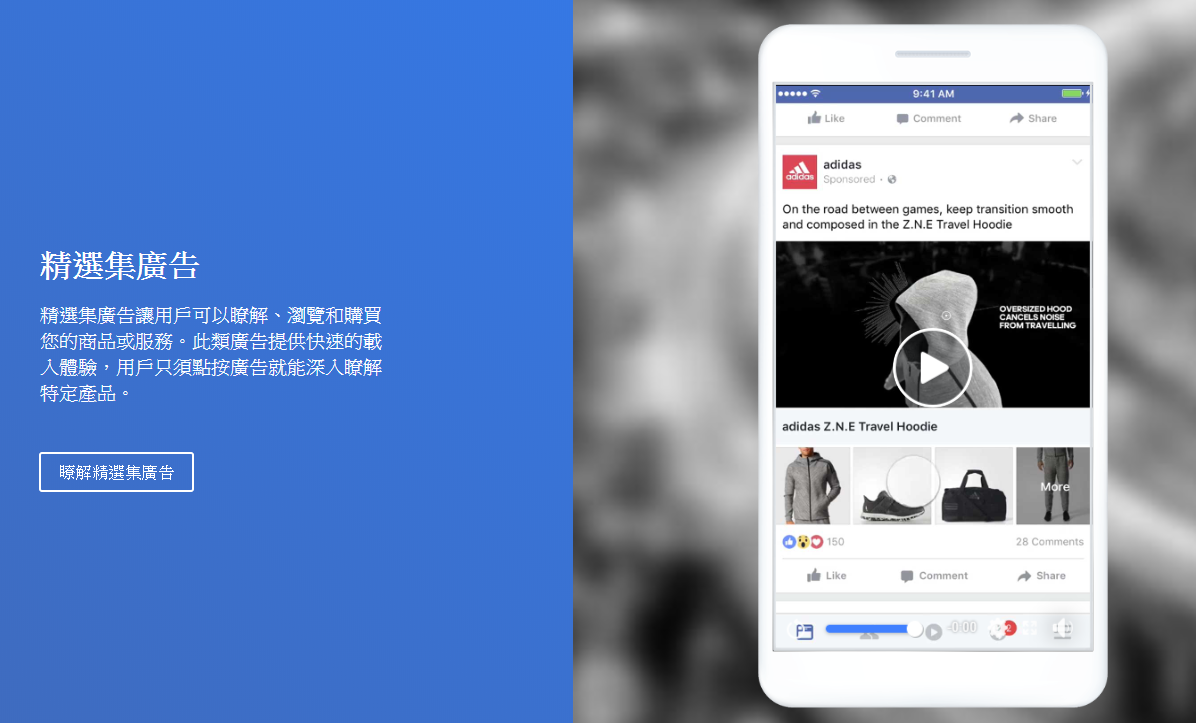 精選集廣告
精選集廣告讓用戶可以瞭解、瀏覽和購買
您的商品或服務。此類廣告提供快速的載
入體驗，用戶只須點按廣告就能深入瞭解
特定產品。
瞭解精選集廣告
9:41 AM
Like Comment Share
adidas
adidas
Sponsored
On the road between games, keep transition smooth
and composed in the Z.N.E Travel Hoodie
OVERSIZED HOOD
CANCELS NOISE
FROM TRAVELLING
adidas Z.N.E Travel Hoodie
More
150 28 Comments
Like Comment Share
-0:00